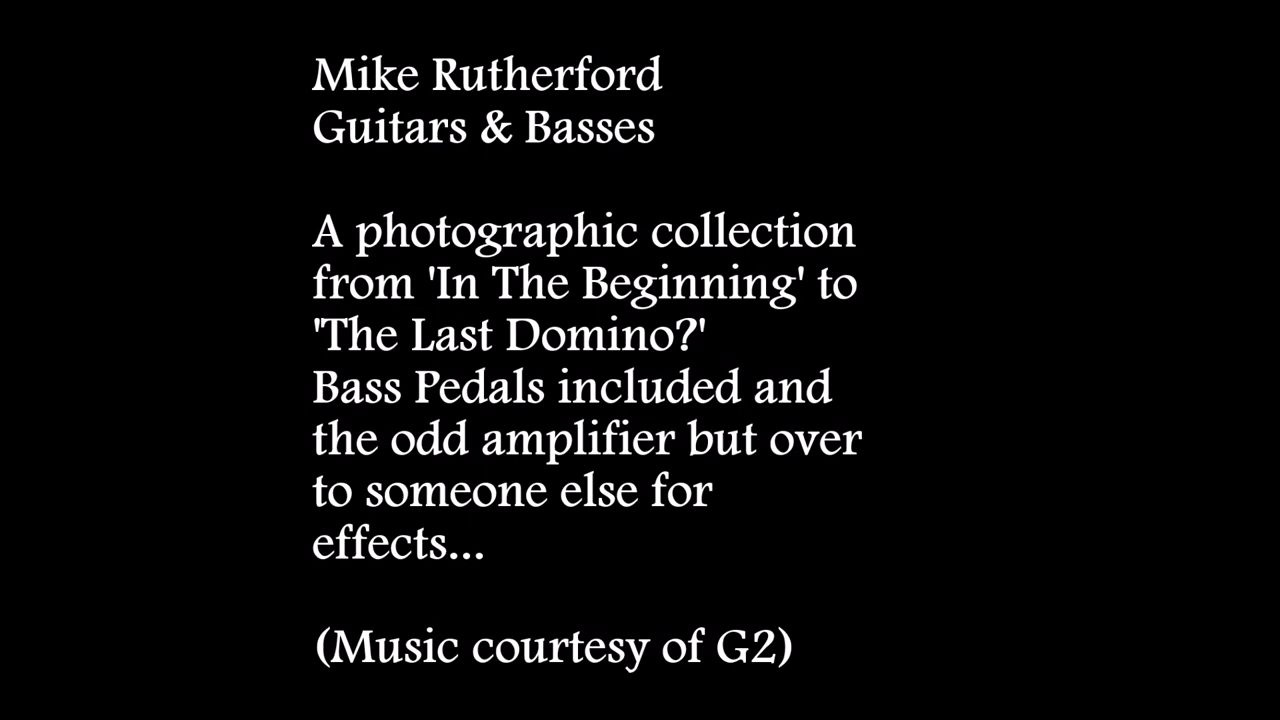 Mike Rutherford
Guitars & Basses
A photographic collection
from 'In The Beginning' to
'The Last Domino?'
Bass Pedals included and
the odd amplifier but over
to someone else for
effects...
(Music courtesy of G2)